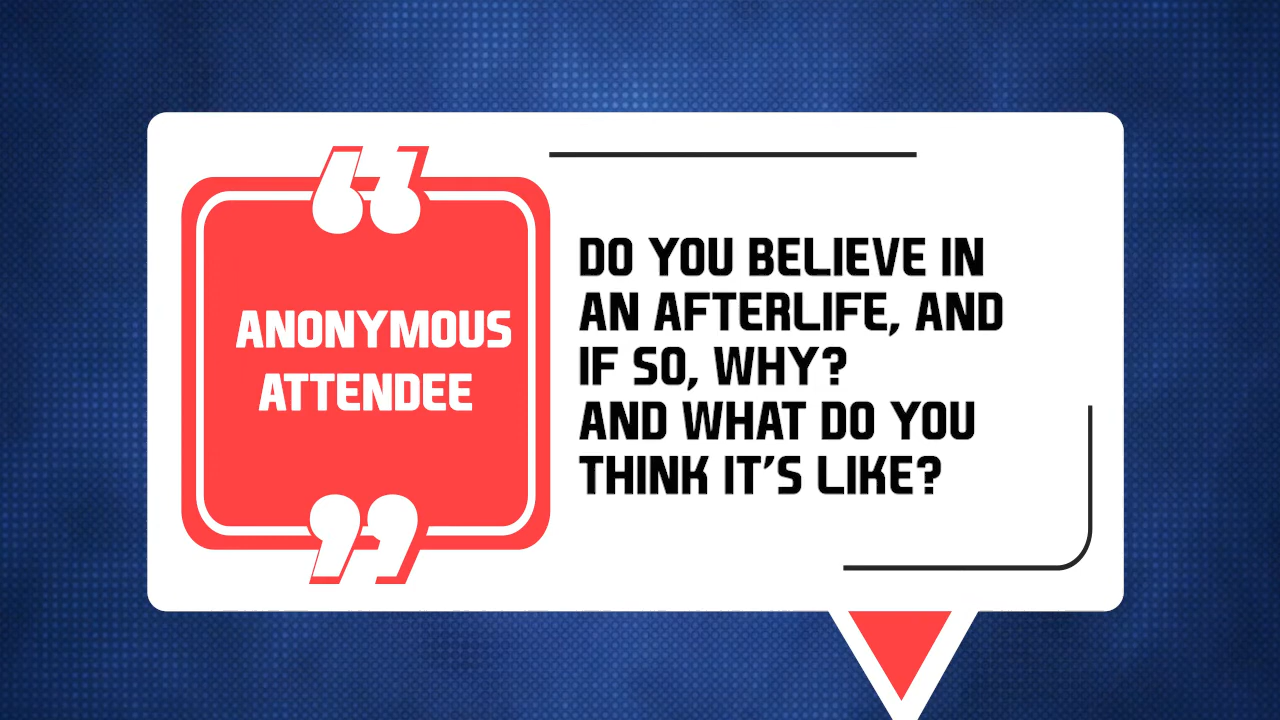 ANONYMOUS
ATTENDEE
DO YOU BELIEVE IN
AN AFTERLIFE, AND
IF SO, WHY?
AND WHAT DO YOU
THINK IT’S LIKE?